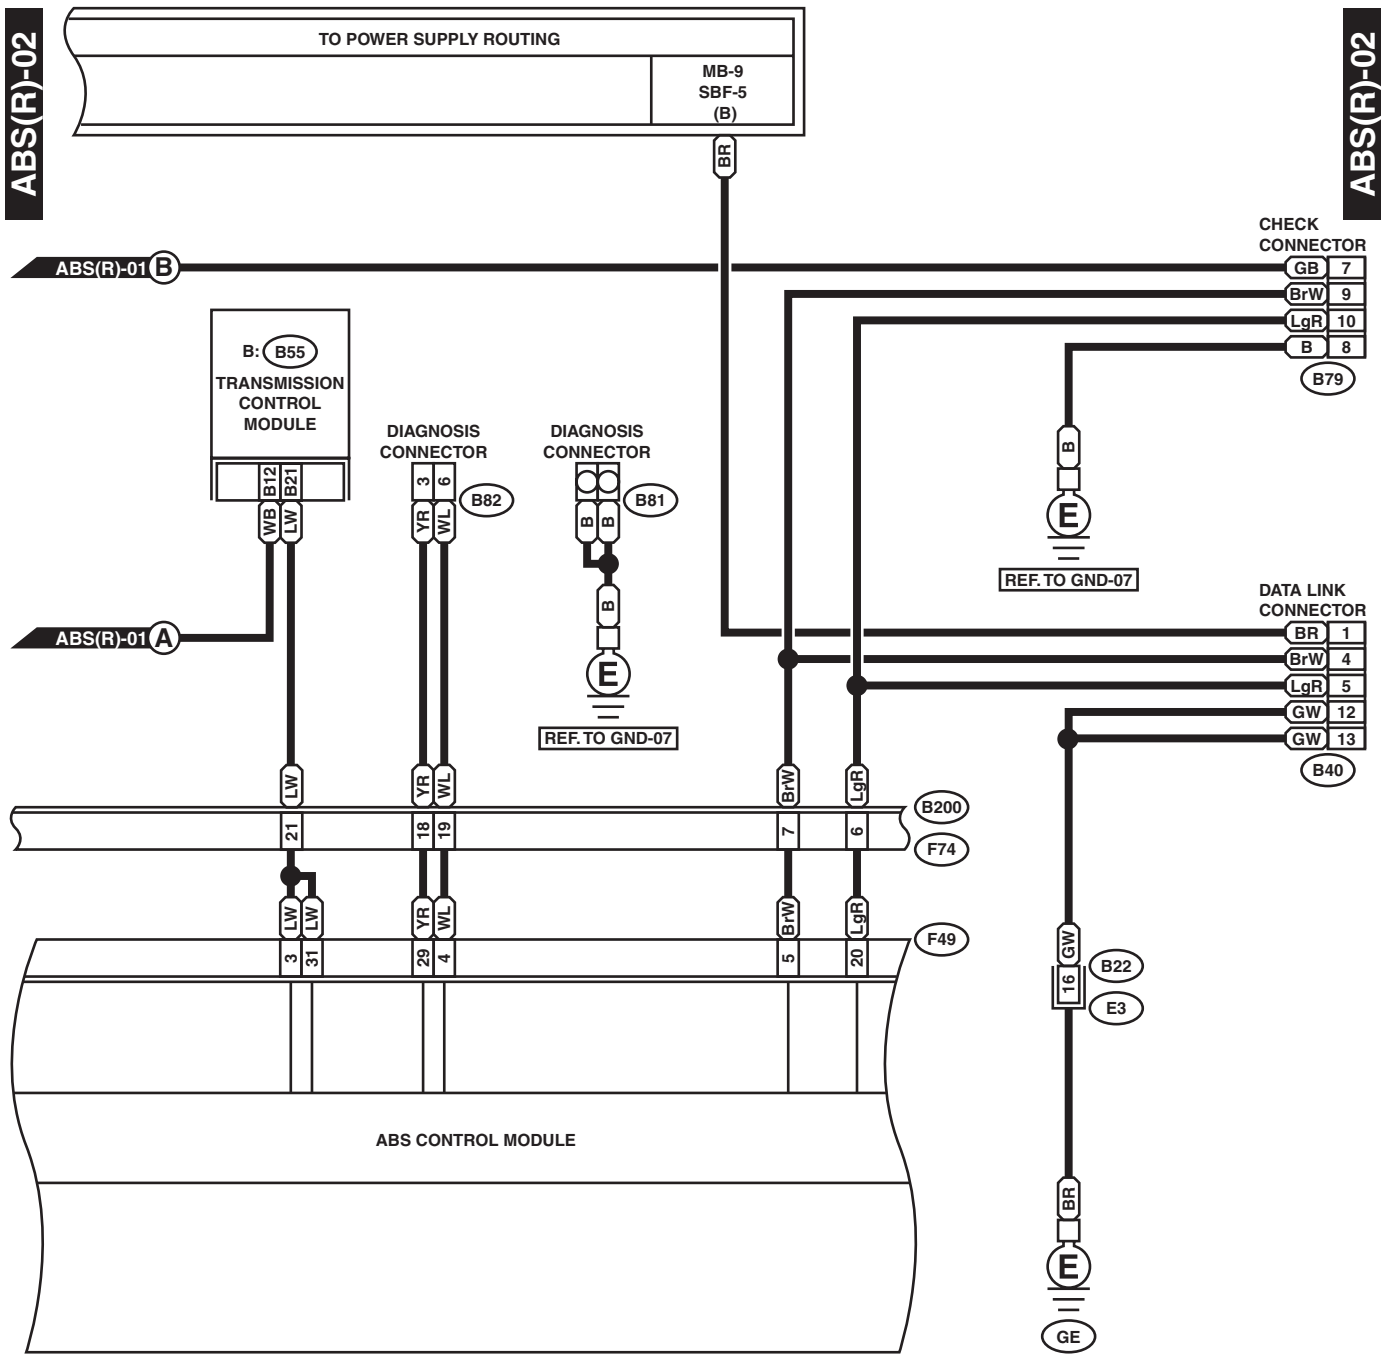 ABS(R)-02
ABS(R)-02
TO POWER SUPPLY ROUTING
MB-9
SBF-5
(B)
BR
CHECK
CONNECTOR
ABS(R)-01 B
GB 7
BrW 9
LgR 10
B 8
B79
B: B55
TRANSMISSION
CONTROL
MODULE
B12 B21
WB LW
DIAGNOSIS
CONNECTOR
3 6
B82
YR WL
DIAGNOSIS
CONNECTOR
B81
B B
B
E
REF. TO GND-07
B
E
REF. TO GND-07
ABS(R)-01 A
DATA LINK
CONNECTOR
BR 1
BrW 4
LgR 5
GW 12
GW 13
B40
LW YR WL BrW LgR
B200
21 18 19 7 6
F74
LW LW YR WL BrW LgR
F49
3 31 29 4 5 20
GW
B22
16
E3
ABS CONTROL MODULE
BR
E
GE